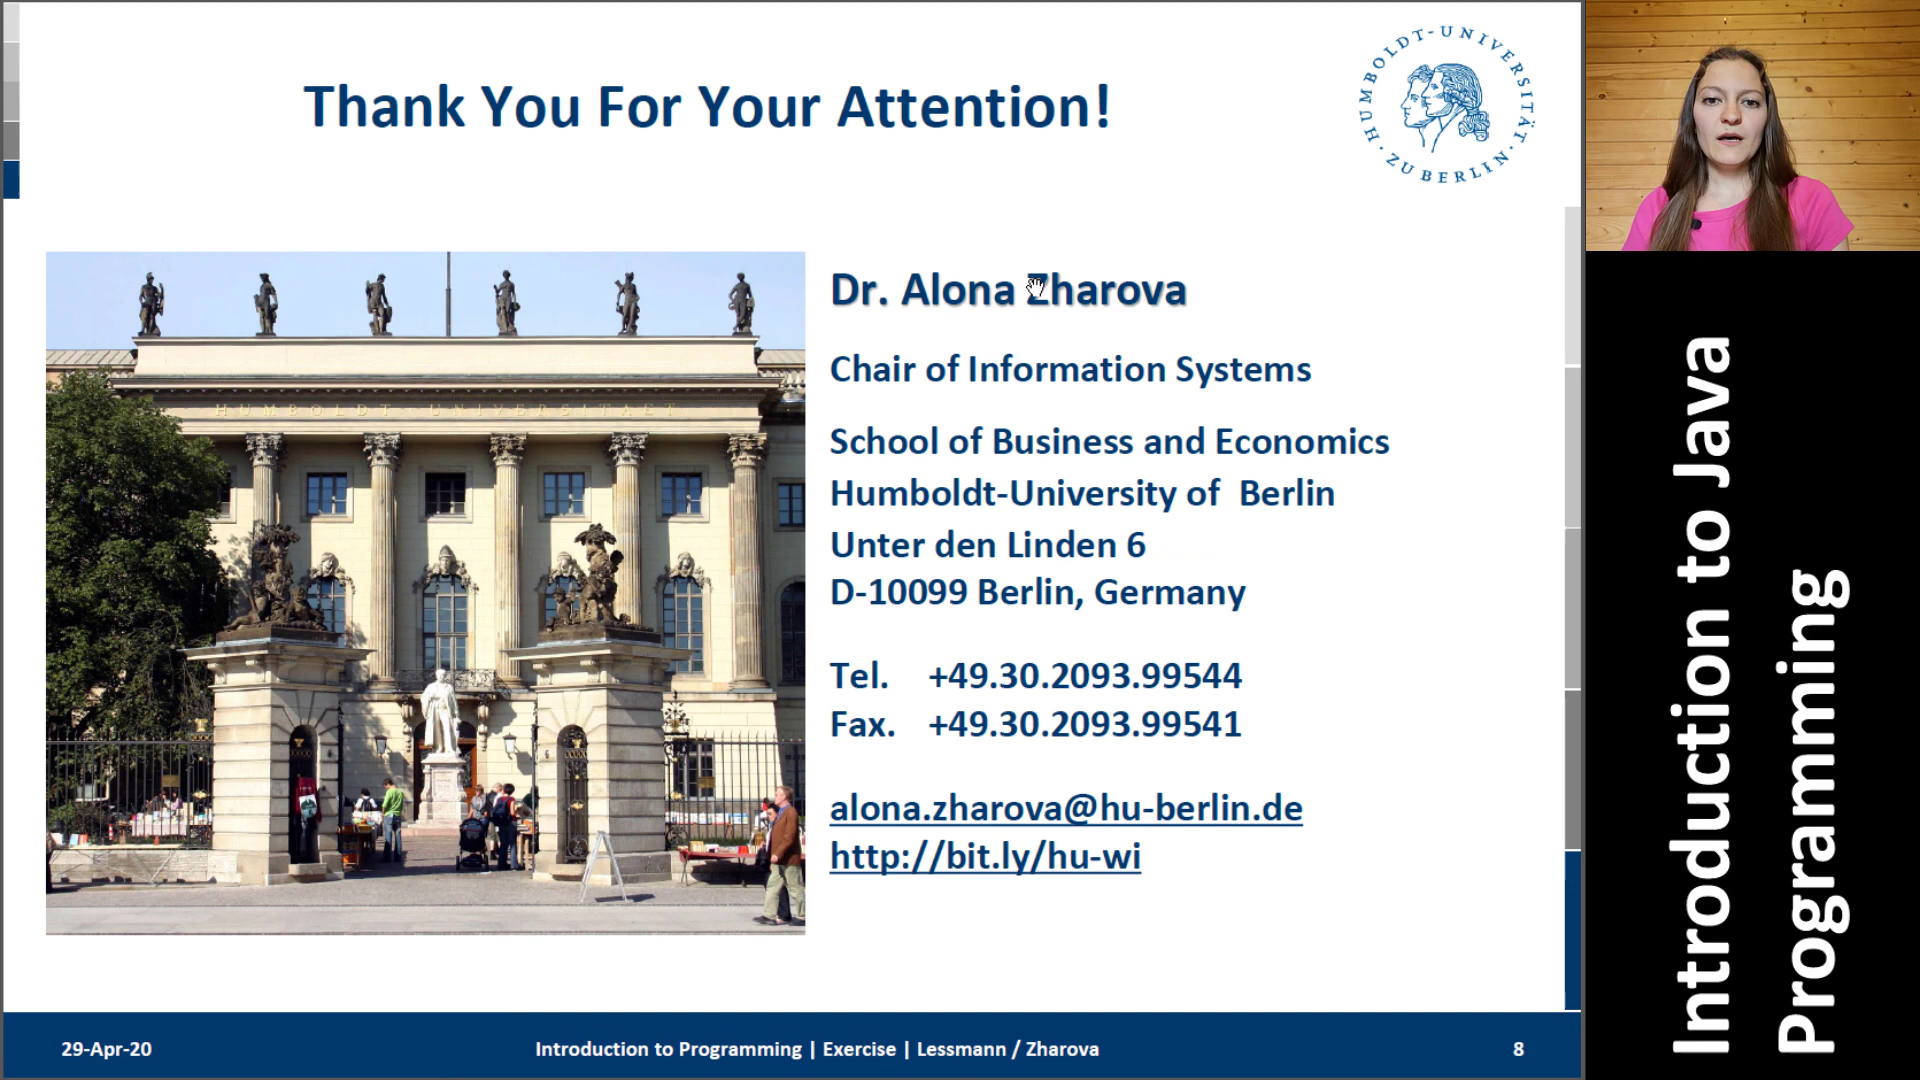 Thank You For Your Attention!
HUMBOLDT-UNIVERSITÄT · ZU BERLIN ·
HUMBOLDT-UNIVERSITAET
Dr. Alona Zharova
Chair of Information Systems
School of Business and Economics
Humboldt-University of Berlin
Unter den Linden 6
D-10099 Berlin, Germany
Tel. +49.30.2093.99544
Fax. +49.30.2093.99541
alona.zharova@hu-berlin.de
http://bit.ly/hu-wi
29-Apr-20
Introduction to Programming | Exercise | Lessmann / Zharova
8
Introduction to Java
Programming